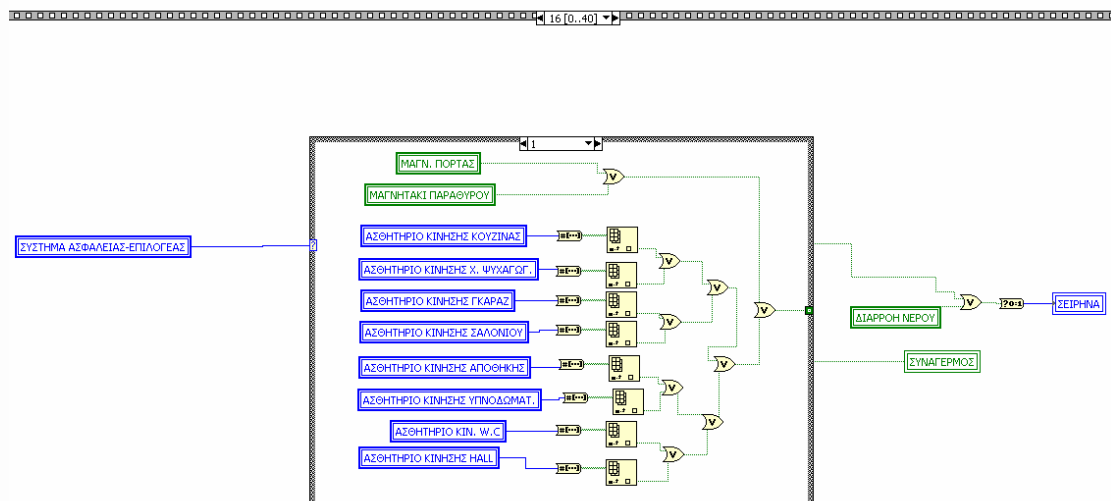 16 [0..40]
1
ΜΑΓΝ. ΠΟΡΤΑΣ
ΜΑΓΝΗΤΑΚΙ ΠΑΡΑΘΥΡΟΥ
ΣΥΣΤΗΜΑ ΑΣΦΑΛΕΙΑΣ-ΕΠΙΛΟΓΕΑΣ
?
ΑΣΘΗΤΗΡΙΟ ΚΙΝΗΣΗΣ ΚΟΥΖΙΝΑΣ
ΑΣΘΗΤΗΡΙΟ ΚΙΝΗΣΗΣ Χ. ΨΥΧΑΓΩΓ.
ΑΣΘΗΤΗΡΙΟ ΚΙΝΗΣΗΣ ΓΚΑΡΑΖ
ΑΣΘΗΤΗΡΙΟ ΚΙΝΗΣΗΣ ΣΑΛΟΝΙΟΥ
ΑΣΘΗΤΗΡΙΟ ΚΙΝΗΣΗΣ ΑΠΟΘΗΚΗΣ
ΑΣΘΗΤΗΡΙΟ ΚΙΝΗΣΗΣ ΥΠΝΟΔΩΜΑΤ.
ΑΣΘΗΤΗΡΙΟ ΚΙΝ. W.C
ΑΣΘΗΤΗΡΙΟ ΚΙΝΗΣΗΣ HALL
ΔΙΑΡΡΟΗ ΝΕΡΟΥ
?0:1
ΣΕΙΡΗΝΑ
ΣΥΝΑΓΕΡΜΟΣ